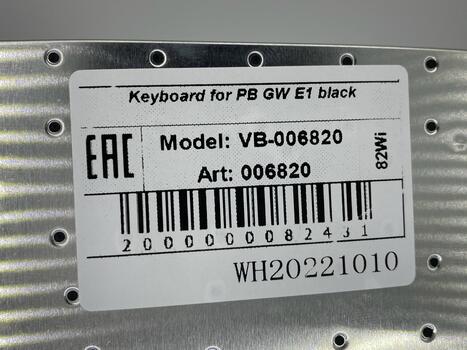 Keyboard for PB GW E1 black
EAC
Model: VB-006820
Art: 006820
82Wi
2000000082431
WH20221010